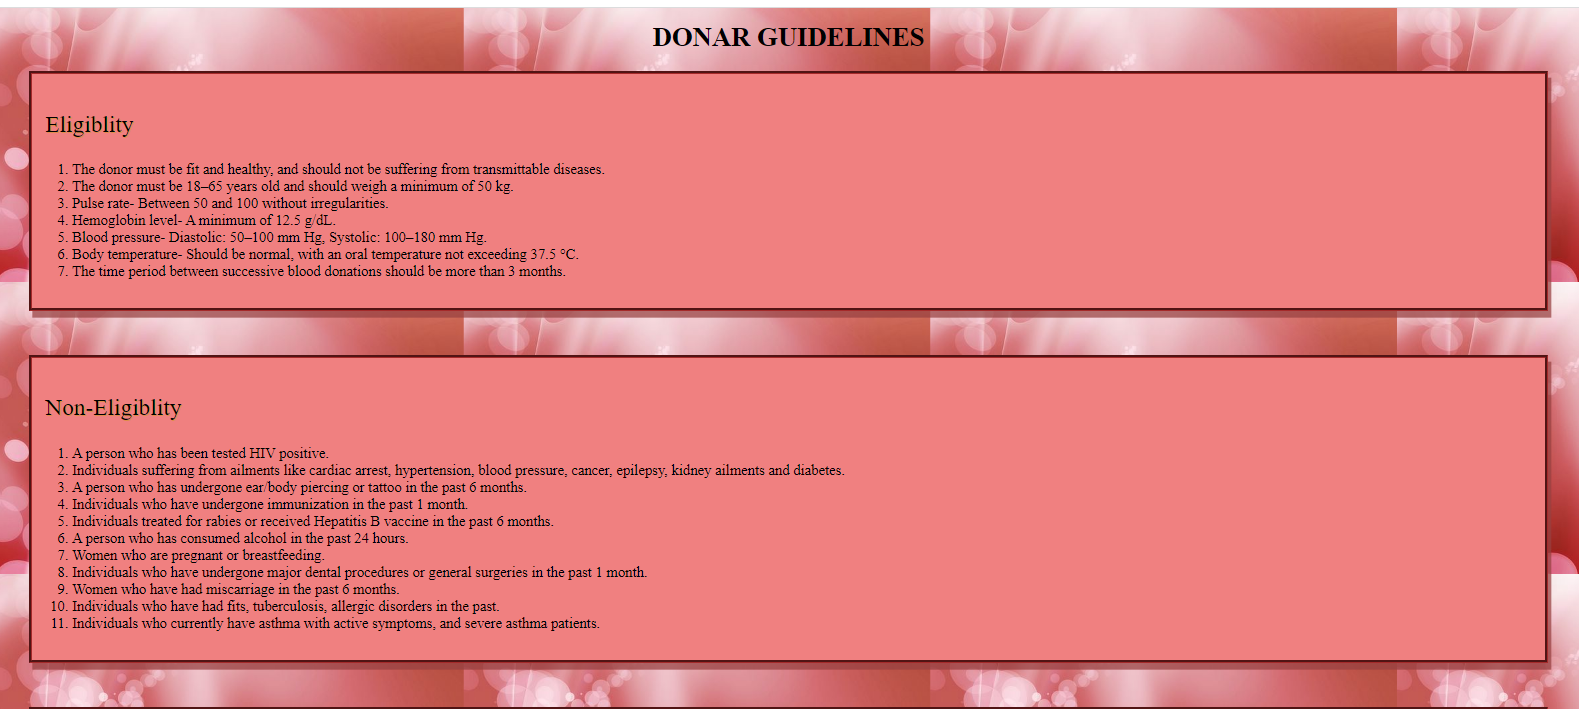 DONAR GUIDELINES
Eligiblity
1. The donor must be fit and healthy, and should not be suffering from transmittable diseases.
2. The donor must be 18–65 years old and should weigh a minimum of 50 kg.
3. Pulse rate- Between 50 and 100 without irregularities.
4. Hemoglobin level- A minimum of 12.5 g/dL.
5. Blood pressure- Diastolic: 50–100 mm Hg, Systolic: 100–180 mm Hg.
6. Body temperature- Should be normal, with an oral temperature not exceeding 37.5 °C.
7. The time period between successive blood donations should be more than 3 months.
Non-Eligiblity
1. A person who has been tested HIV positive.
2. Individuals suffering from ailments like cardiac arrest, hypertension, blood pressure, cancer, epilepsy, kidney ailments and diabetes.
3. A person who has undergone ear/body piercing or tattoo in the past 6 months.
4. Individuals who have undergone immunization in the past 1 month.
5. Individuals treated for rabies or received Hepatitis B vaccine in the past 6 months.
6. A person who has consumed alcohol in the past 24 hours.
7. Women who are pregnant or breastfeeding.
8. Individuals who have undergone major dental procedures or general surgeries in the past 1 month.
9. Women who have had miscarriage in the past 6 months.
10. Individuals who have had fits, tuberculosis, allergic disorders in the past.
11. Individuals who currently have asthma with active symptoms, and severe asthma patients.